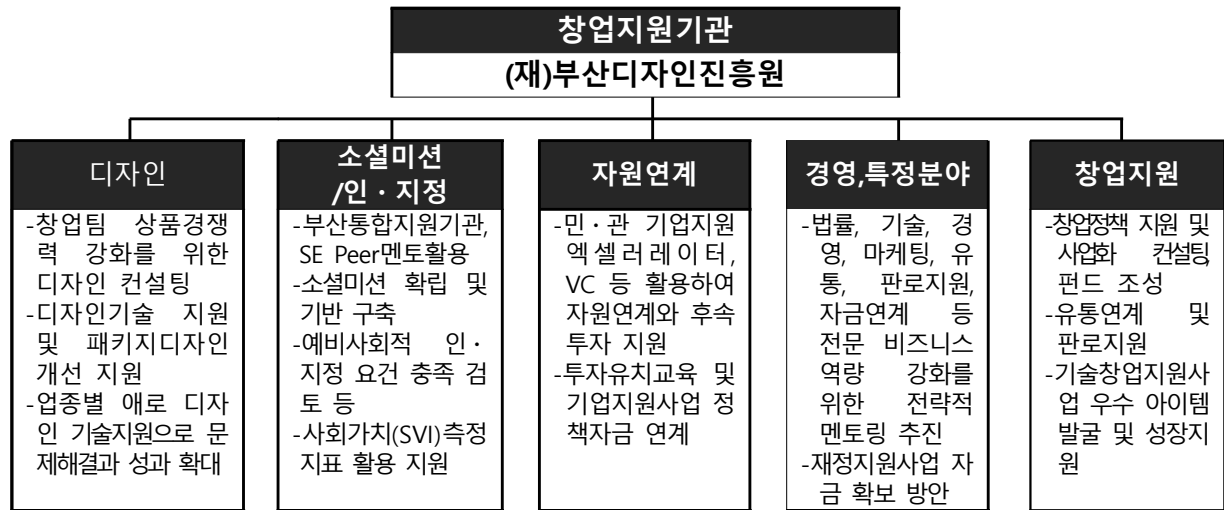 창업지원기관
(재)부산디자인진흥원
디자인
-창업팀 상품경쟁
력 강화를 위한
디자인 컨설팅
-디자인기술 지원
및 패키지디자인
개선 지원
-업종별 애로 디자
인 기술지원으로 문
제해결과 성과 확대
소셜미션
/인·지정
-부산통합지원기관,
SE Peer멘토활용
-소셜미션 확립 및
기반 구축
-예비사회적 인·
지정 요건 충족 검
토 등
-사회가치(SVI)측정
지표 활용 지원
자원연계
-민·관 기업지원
엑셀러레이터,
VC 등 활용하여
자원연계와 후속
투자 지원
-투자유치교육 및
기업지원사업 정
책자금 연계
경영,특정분야
-법률, 기술, 경
영, 마케팅, 유
통, 판로지원,
자금연계 등
전문 비즈니스
역량 강화를
위한 전략적
멘토링 추진
-재정지원사업 자
금 확보 방안
창업지원
-창업정책 지원 및
사업화 컨설팅,
펀드 조성
-유통연계 및
판로지원
-기술창업지원사
업 우수 아이템
발굴 및 성장지
원